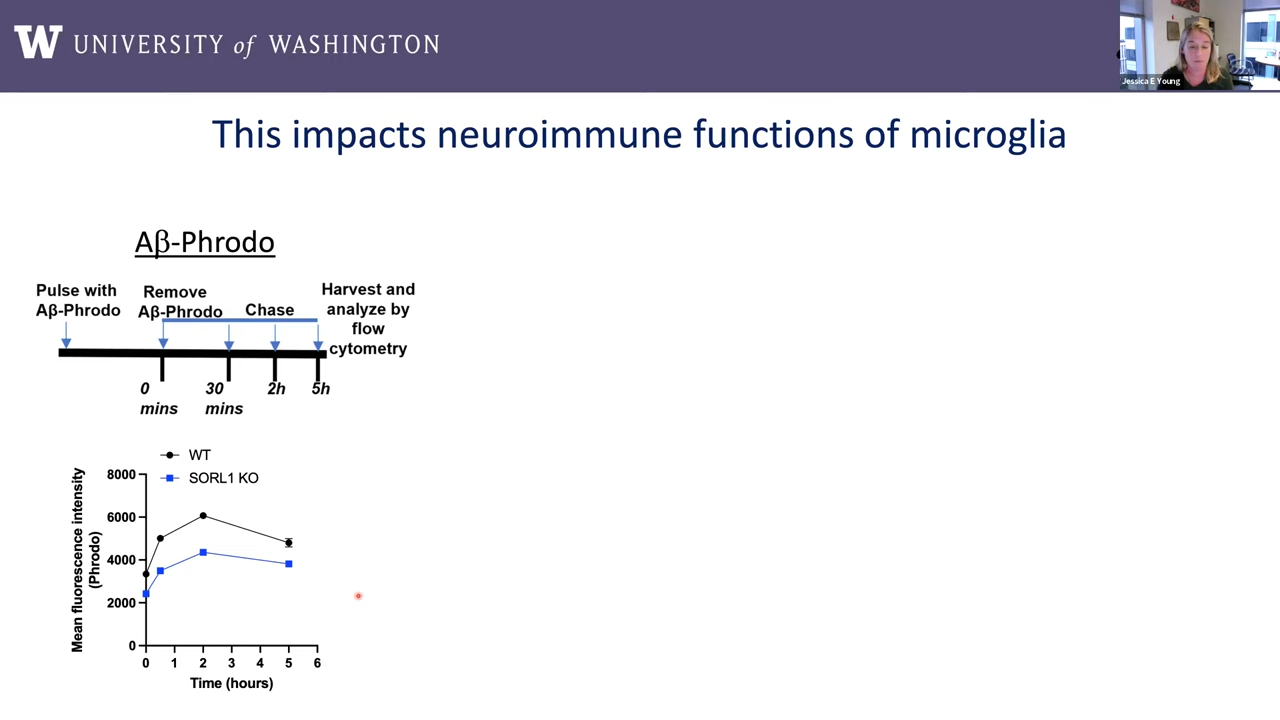 W UNIVERSITY of WASHINGTON
Jessica E Young
This impacts neuroimmune functions of microglia
Aβ-Phrodo
Pulse with
Aβ-Phrodo
Remove
Aβ-Phrodo
Chase
Harvest and
analyze by
flow
cytometry
0
mins
30
mins
2h
5h
WT
SORL1 KO
Mean fluorescence intensity
(Phrodo)
8000
6000
4000
2000
0
0 1 2 3 4 5 6
Time (hours)